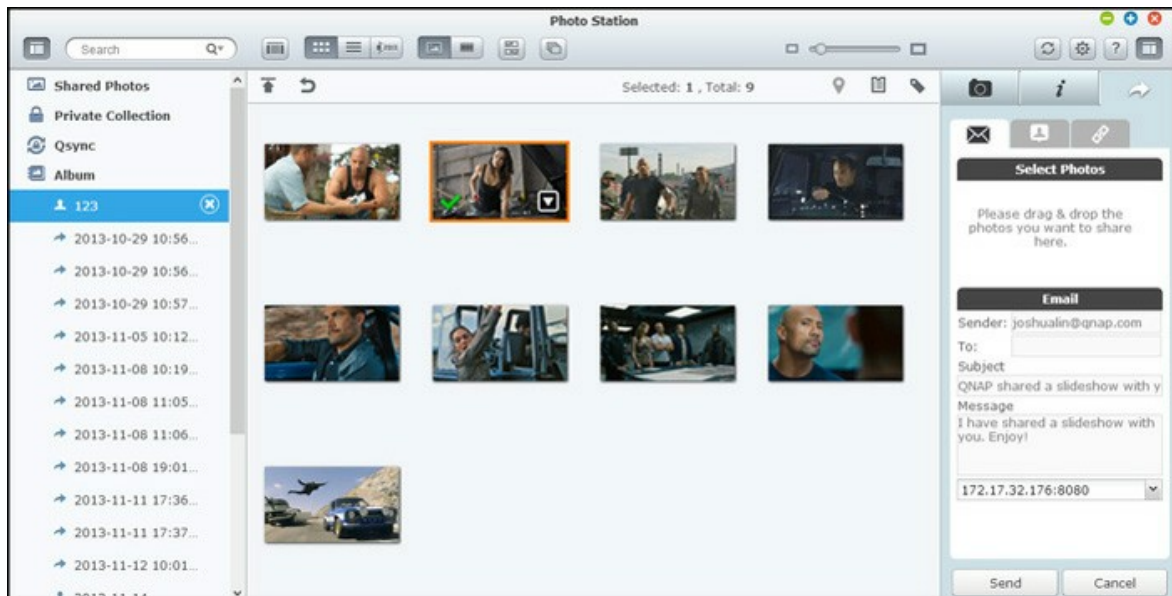 Photo Station
Search
Selected: 1 , Total: 9
Shared Photos
Private Collection
Qsync
Album
123
2013-10-29 10:56...
2013-10-29 10:56...
2013-10-29 10:57...
2013-11-05 10:12...
2013-11-08 10:19...
2013-11-08 11:05...
2013-11-08 11:06...
2013-11-08 19:01...
2013-11-11 17:36...
2013-11-11 17:37...
2013-11-12 10:01...
Select Photos
Please drag & drop the
photos you want to share
here.
Email
Sender: joshualin@qnap.com
To:
Subject
QNAP shared a slideshow with y
Message
I have shared a slideshow with
you. Enjoy!
172.17.32.176:8080
Send Cancel